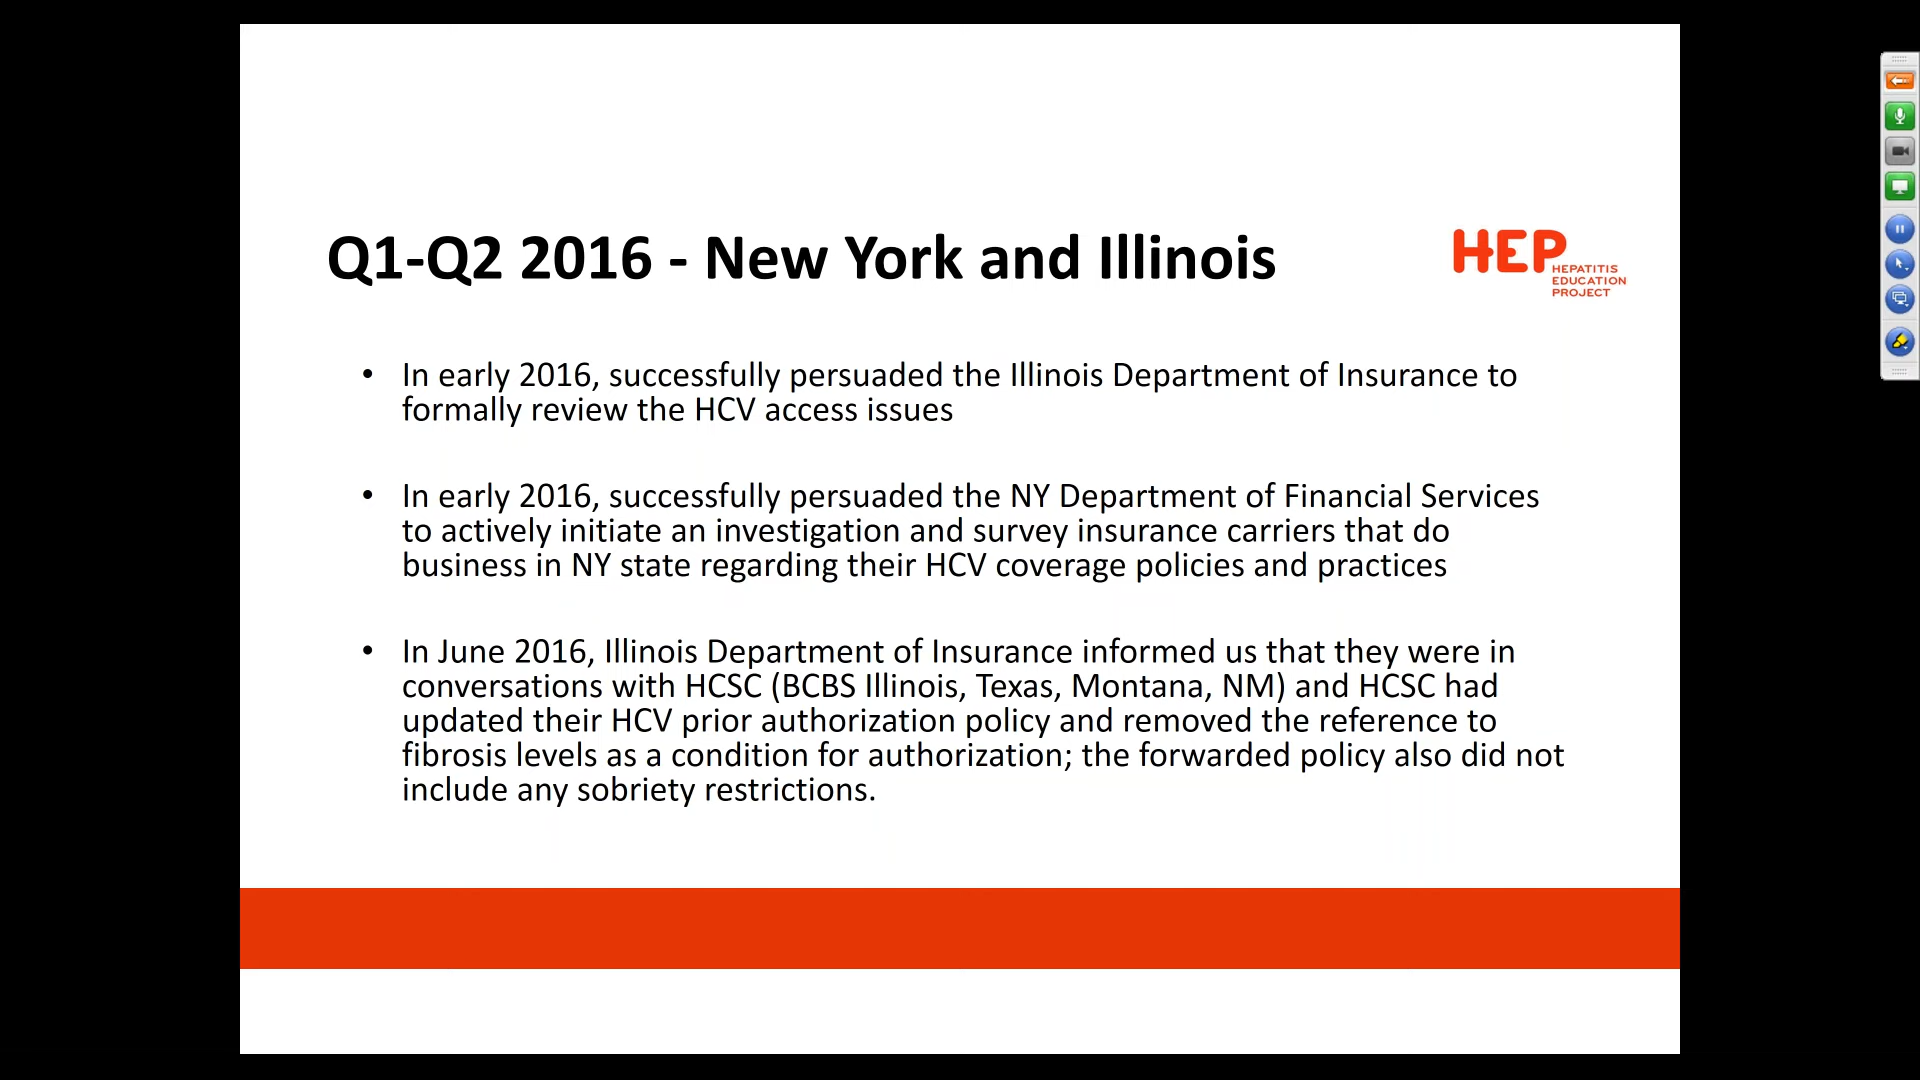 Q1-Q2 2016 - New York and Illinois
HEP
HEPATITIS
EDUCATION
PROJECT
• In early 2016, successfully persuaded the Illinois Department of Insurance to
formally review the HCV access issues
• In early 2016, successfully persuaded the NY Department of Financial Services
to actively initiate an investigation and survey insurance carriers that do
business in NY state regarding their HCV coverage policies and practices
• In June 2016, Illinois Department of Insurance informed us that they were in
conversations with HCSC (BCBS Illinois, Texas, Montana, NM) and HCSC had
updated their HCV prior authorization policy and removed the reference to
fibrosis levels as a condition for authorization; the forwarded policy also did not
include any sobriety restrictions.